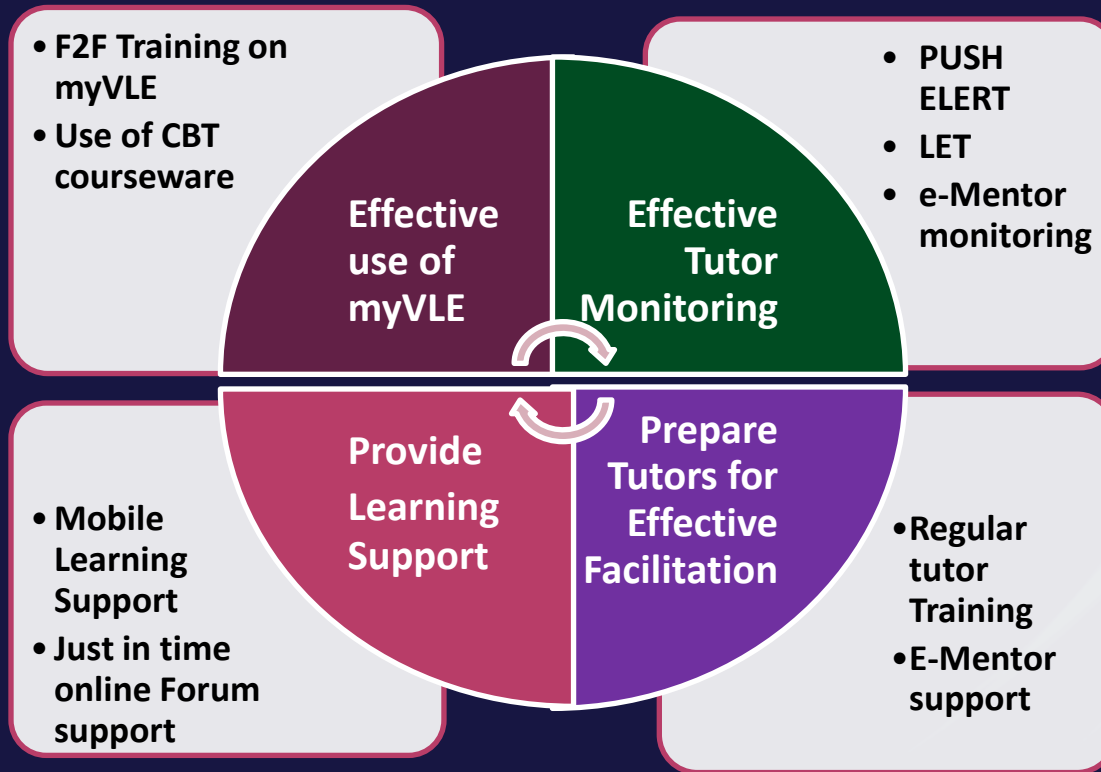 • F2F Training on
myVLE
• Use of CBT
courseware
Effective
use of
myVLE
Effective
Tutor
Monitoring
• PUSH
ELERT
• LET
• e-Mentor
monitoring
• Mobile
Learning
Support
• Just in time
online Forum
support
Provide
Learning
Support
Prepare
Tutors for
Effective
Facilitation
•Regular
tutor
Training
•E-Mentor
support